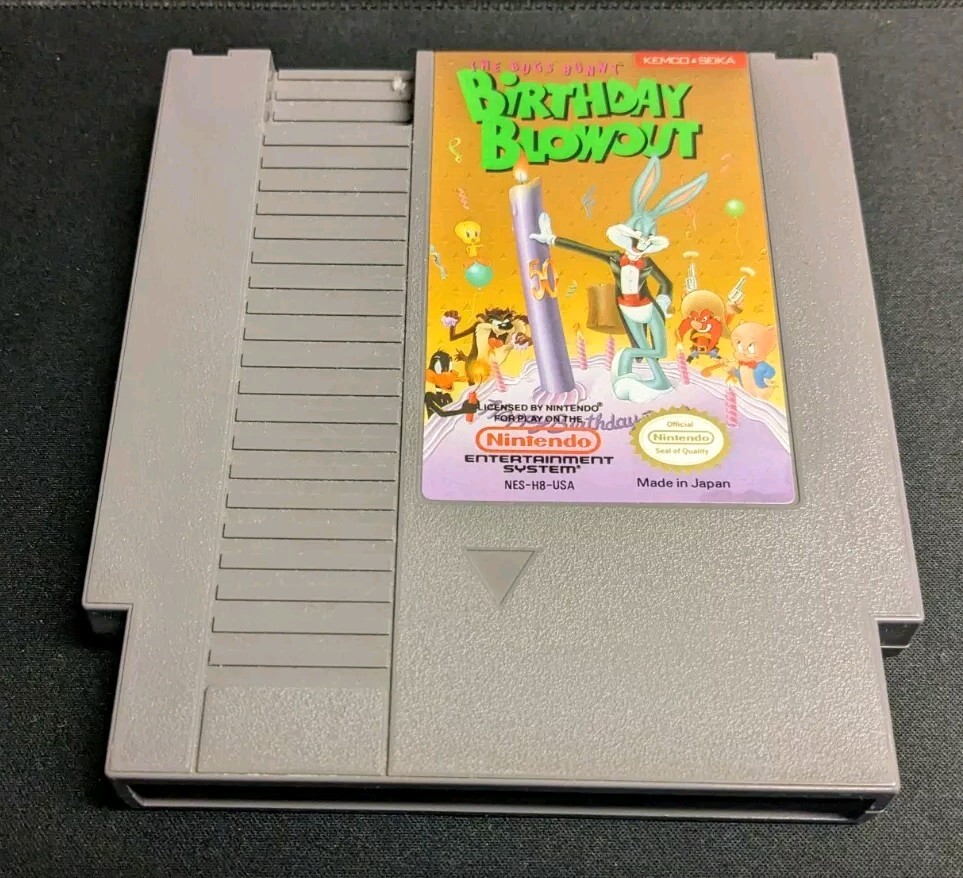 THE BUGS BUNNY
BIRTHDAY
BLOWOUT
KEMCO & SEIKA
50
LICENSED BY NINTENDO®
FOR PLAY ON THE
Nintendo
ENTERTAINMENT
SYSTEM®
NES-H8-USA
Birthday
Official
Nintendo
Seal of Quality
Made in Japan